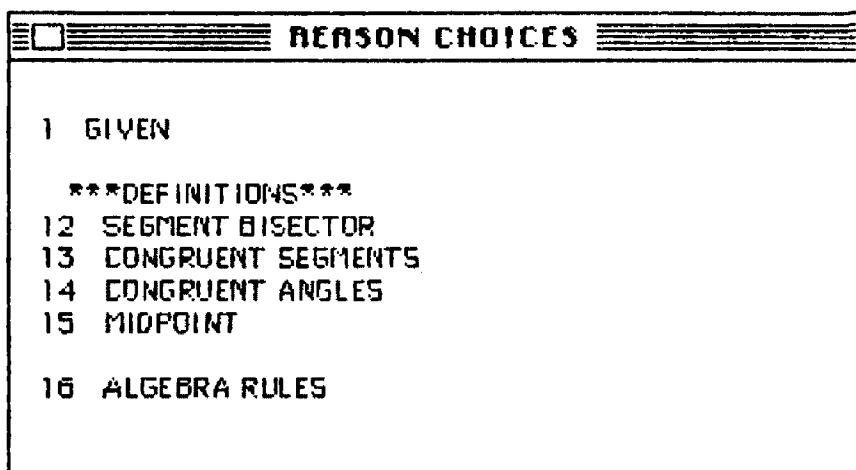 REASON CHOICES
1 GIVEN
***DEFINITIONS***
12 SEGMENT BISECTOR
13 CONGRUENT SEGMENTS
14 CONGRUENT ANGLES
15 MIDPOINT
16 ALGEBRA RULES